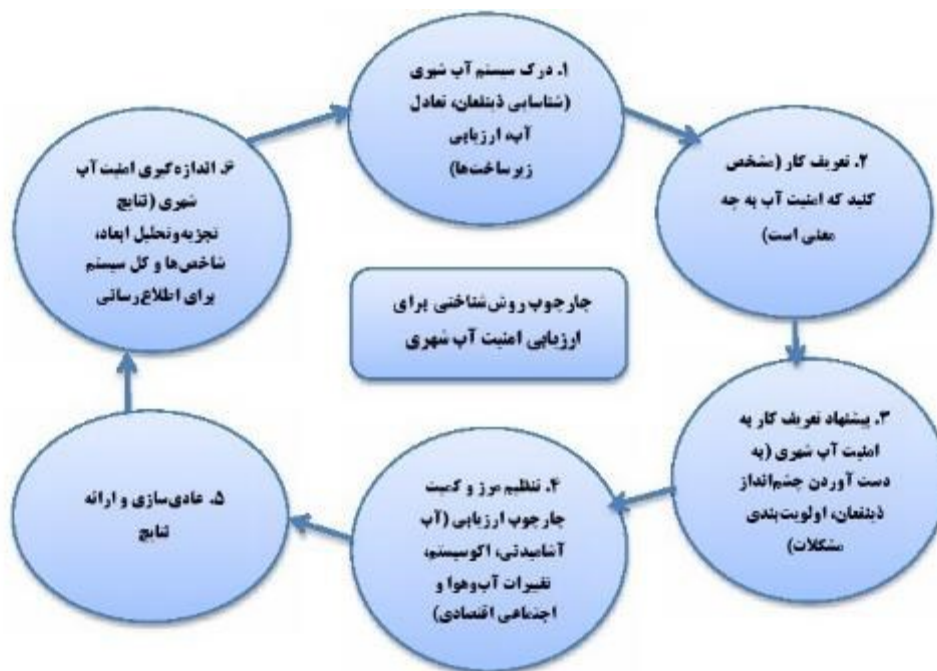 ۱. درک سیستم آب شهری
(شناسایی ذینفعان، تعادل
آب، ارزیابی
زیرساخت‌ها)
۲. تعریف کار (مشخص
کنید که امنیت آب به چه
معنی است)
۳. پیشنهاد تعریف کار به
امنیت آب شهری (به
دست آوردن چشم‌انداز
ذینفعان، اولویت‌بندی
مشکلات)
۴. تنظیم مرز و کمیت
چارچوب ارزیابی (آب
آشامیدنی، اکوسیستم،
تغییرات آب‌وهوا و
اجتماعی اقتصادی)
۵. عادی‌سازی و ارائه
نتایج
۶. اندازه‌گیری امنیت آب
شهری (نتایج
تجزیه‌وتحلیل ابعاد،
شاخص‌ها و کل سیستم
برای اطلاع‌رسانی
چارچوب روش‌شناختی برای
ارزیابی امنیت آب شهری